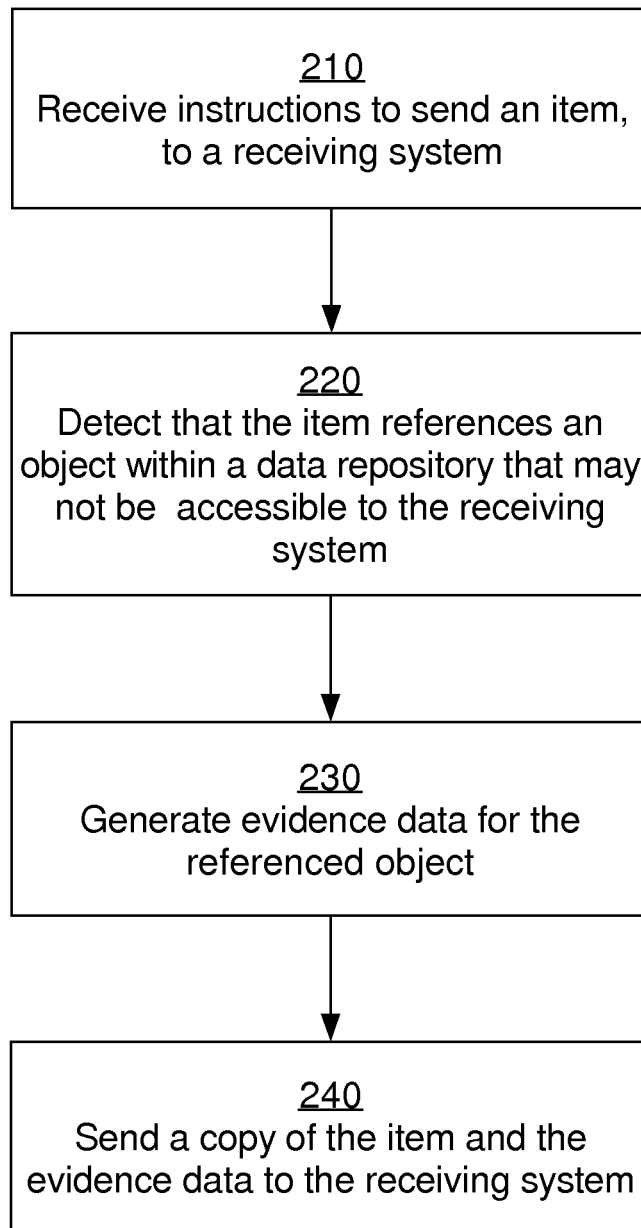 210
Receive instructions to send an item,
to a receiving system
220
Detect that the item references an
object within a data repository that may
not be  accessible to the receiving
system
230
Generate evidence data for the
referenced object
240
Send a copy of the item and the
evidence data to the receiving system